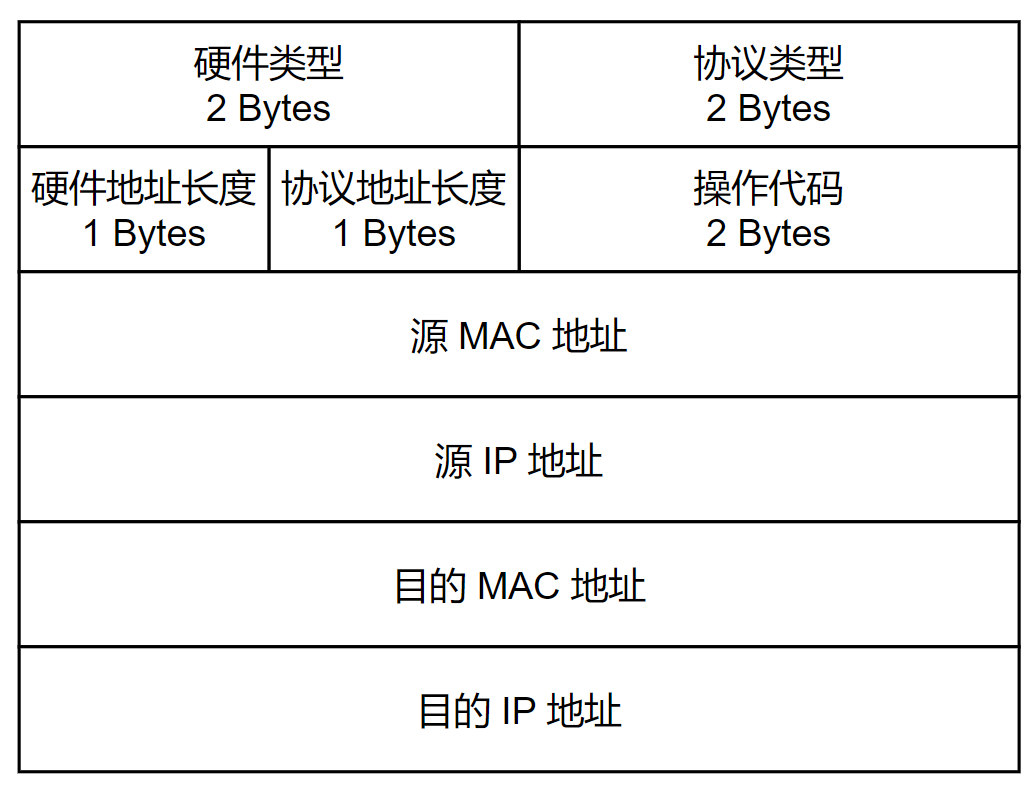 硬件类型
2 Bytes
协议类型
2 Bytes
硬件地址长度
1 Bytes
协议地址长度
1 Bytes
操作代码
2 Bytes
源 MAC 地址
源 IP 地址
目的 MAC 地址
目的 IP 地址